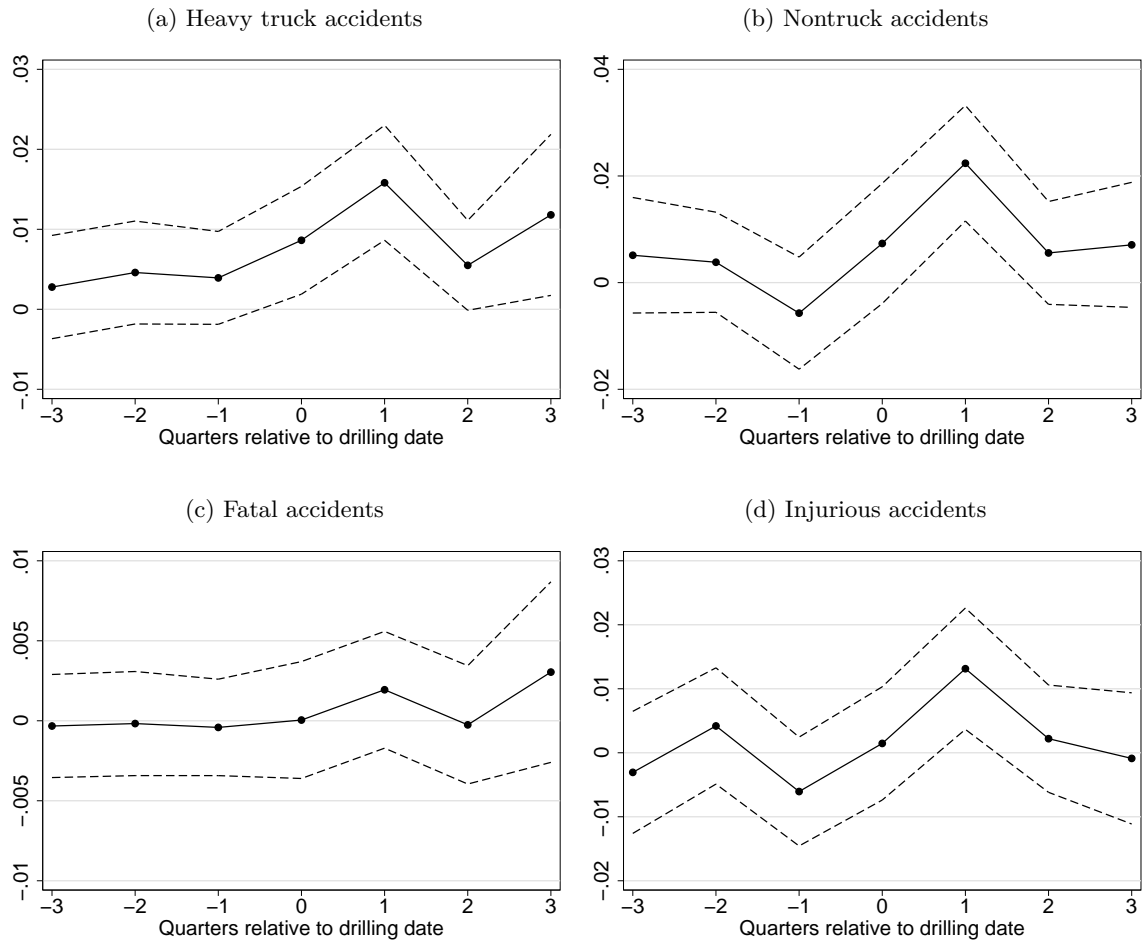 (a) Heavy truck accidents
.03
.02
.01
0
−.01
−3 −2 −1 0 1 2 3
Quarters relative to drilling date
(b) Nontruck accidents
.04
.02
0
−.02
−3 −2 −1 0 1 2 3
Quarters relative to drilling date
(c) Fatal accidents
.01
.005
0
−.005
−.01
−3 −2 −1 0 1 2 3
Quarters relative to drilling date
(d) Injurious accidents
.03
.02
.01
0
−.01
−.02
−3 −2 −1 0 1 2 3
Quarters relative to drilling date